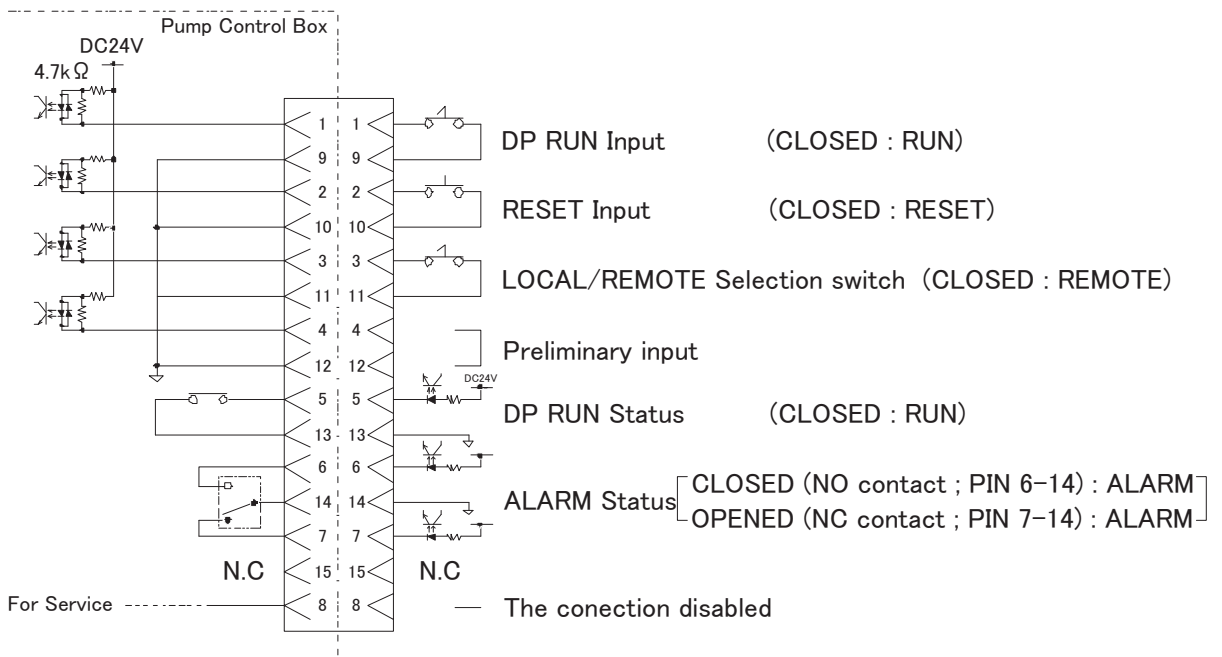 Pump Control Box
DC24V
4.7kΩ
1 1
DP RUN Input (CLOSED : RUN)
9 9
2 2
RESET Input (CLOSED : RESET)
10 10
3 3
LOCAL/REMOTE Selection switch (CLOSED : REMOTE)
11 11
4 4
Preliminary input
12 12
DC24V
5 5
DP RUN Status (CLOSED : RUN)
13 13
6 6
CLOSED (NO contact ; PIN 6-14) : ALARM
14 14
ALARM Status
OPENED (NC contact ; PIN 7-14) : ALARM
7 7
N.C 15 15 N.C
For Service 8 8 The conection disabled